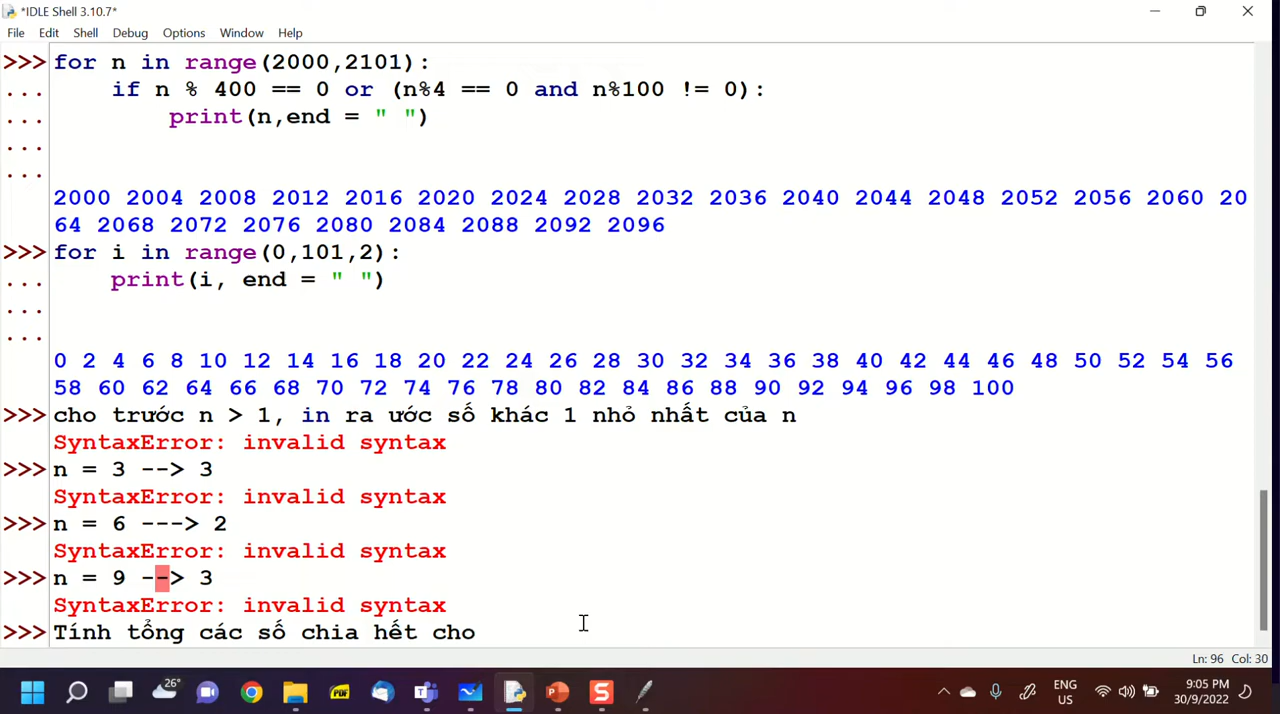 *IDLE Shell 3.10.7*
File Edit Shell Debug Options Window Help
>>> for n in range(2000,2101):
... if n % 400 == 0 or (n%4 == 0 and n%100 != 0):
... print(n,end = " ")
...
...
2000 2004 2008 2012 2016 2020 2024 2028 2032 2036 2040 2044 2048 2052 2056 2060 20
64 2068 2072 2076 2080 2084 2088 2092 2096
>>> for i in range(0,101,2):
... print(i, end = " ")
...
...
0 2 4 6 8 10 12 14 16 18 20 22 24 26 28 30 32 34 36 38 40 42 44 46 48 50 52 54 56
58 60 62 64 66 68 70 72 74 76 78 80 82 84 86 88 90 92 94 96 98 100
>>> cho trước n > 1, in ra ước số khác 1 nhỏ nhất của n
SyntaxError: invalid syntax
>>> n = 3 --> 3
SyntaxError: invalid syntax
>>> n = 6 ---> 2
SyntaxError: invalid syntax
>>> n = 9 --> 3
SyntaxError: invalid syntax
>>> Tính tổng các số chia hết cho
Ln: 96 Col: 30
26°
PDF
ENG
US
9:05 PM
30/9/2022